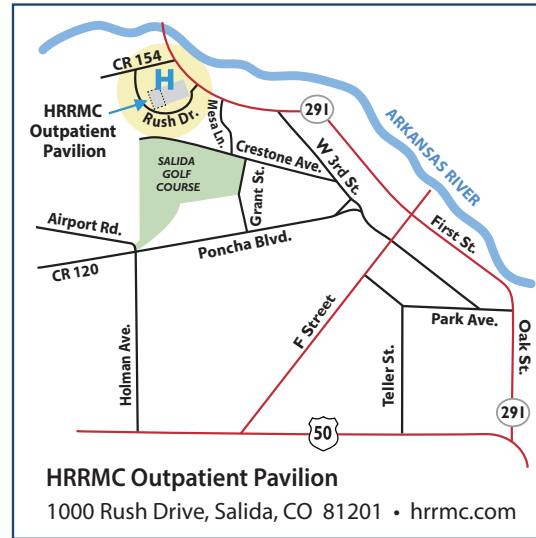 CR 154
H
HRRMC
Outpatient
Pavilion
Rush Dr.
Mesa Ln.
291
ARKANSAS RIVER
SALIDA
GOLF
COURSE
Crestone Ave.
W 3rd St.
Grant St.
First St.
Airport Rd.
Poncha Blvd.
CR 120
Holman Ave.
F Street
Park Ave.
Teller St.
Oak St.
291
50
HRRMC Outpatient Pavilion
1000 Rush Drive, Salida, CO 81201 • hrrmc.com